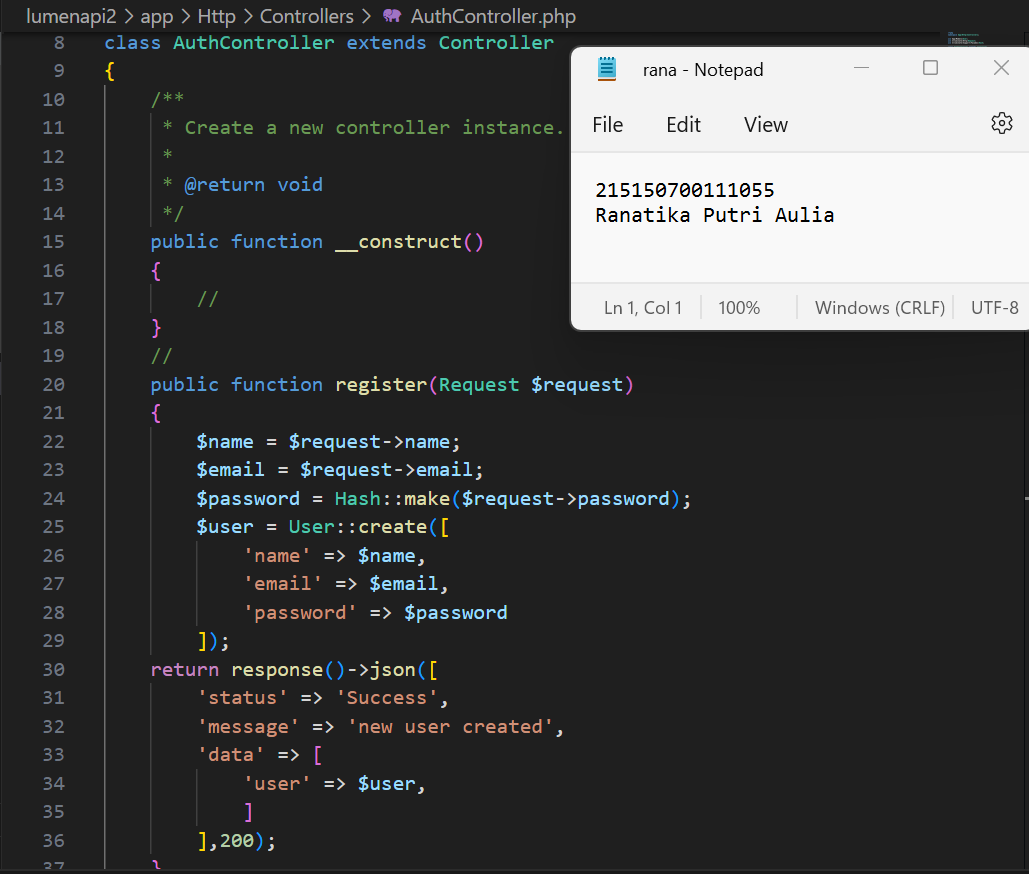 lumenapi2 > app > Http > Controllers > AuthController.php
8 class AuthController extends Controller
9 {
10 /**
11 * Create a new controller instance.
12 *
13 * @return void
14 */
15 public function __construct()
16 {
17 //
18 }
19 //
20 public function register(Request $request)
21 {
22 $name = $request->name;
23 $email = $request->email;
24 $password = Hash::make($request->password);
25 $user = User::create([
26 'name' => $name,
27 'email' => $email,
28 'password' => $password
29 ]);
30 return response()->json([
31 'status' => 'Success',
32 'message' => 'new user created',
33 'data' => [
34 'user' => $user,
35 ]
36 ],200);
37 }
rana - Notepad
File Edit View
215150700111055
Ranatika Putri Aulia
Ln 1, Col 1 100% Windows (CRLF) UTF-8